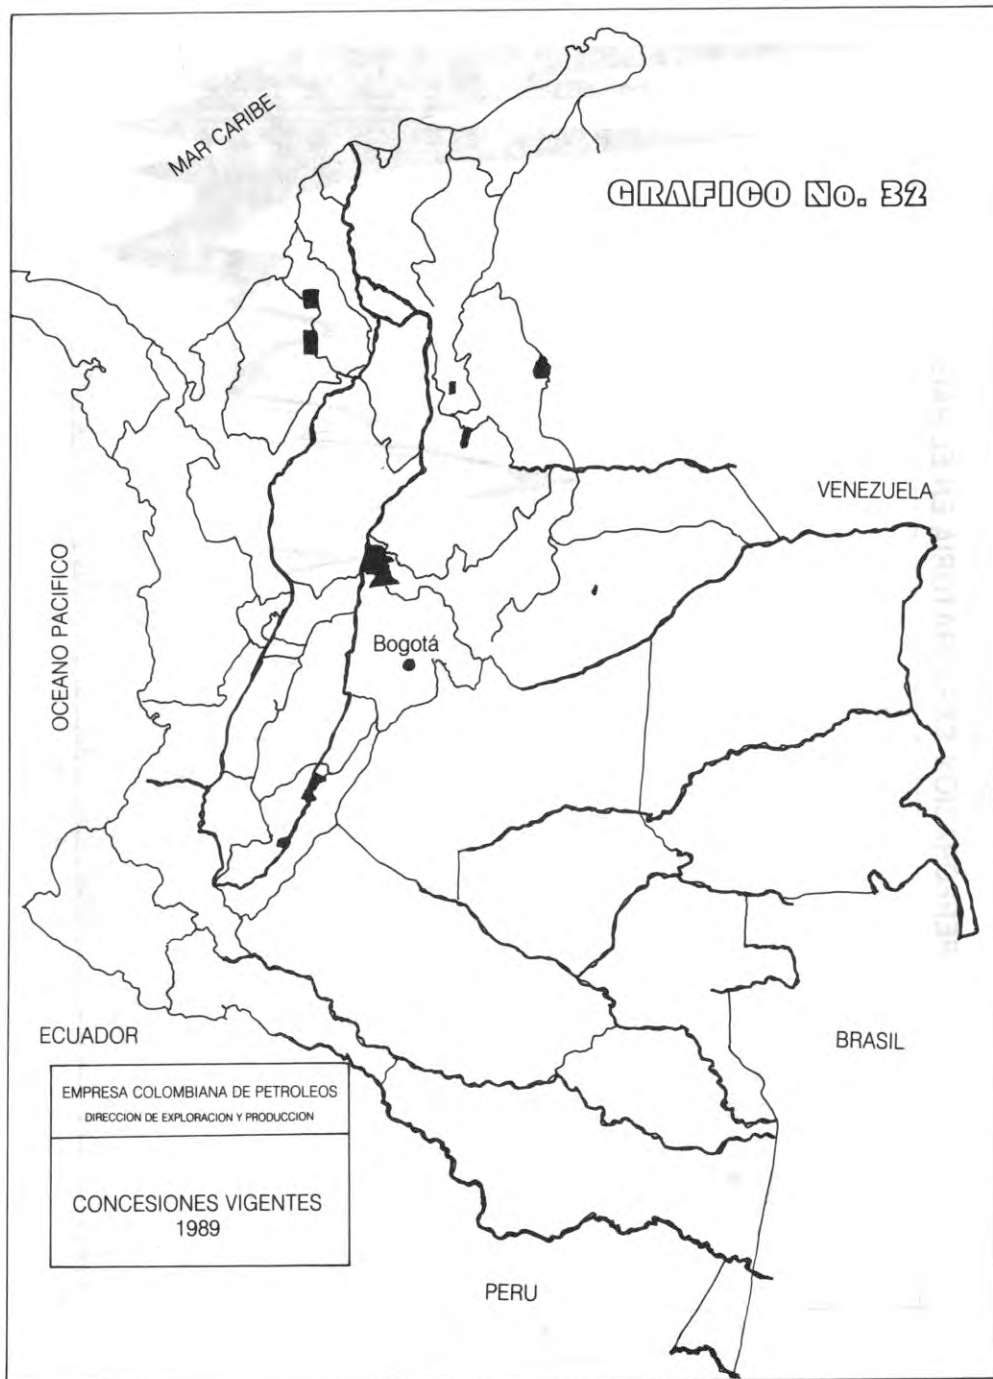 MAR CARIBE
GRAFICO No. 32
VENEZUELA
OCEANO PACIFICO
Bogotá
ECUADOR
BRASIL
EMPRESA COLOMBIANA DE PETROLEOS
DIRECCION DE EXPLORACION Y PRODUCCION
CONCESIONES VIGENTES
1989
PERU